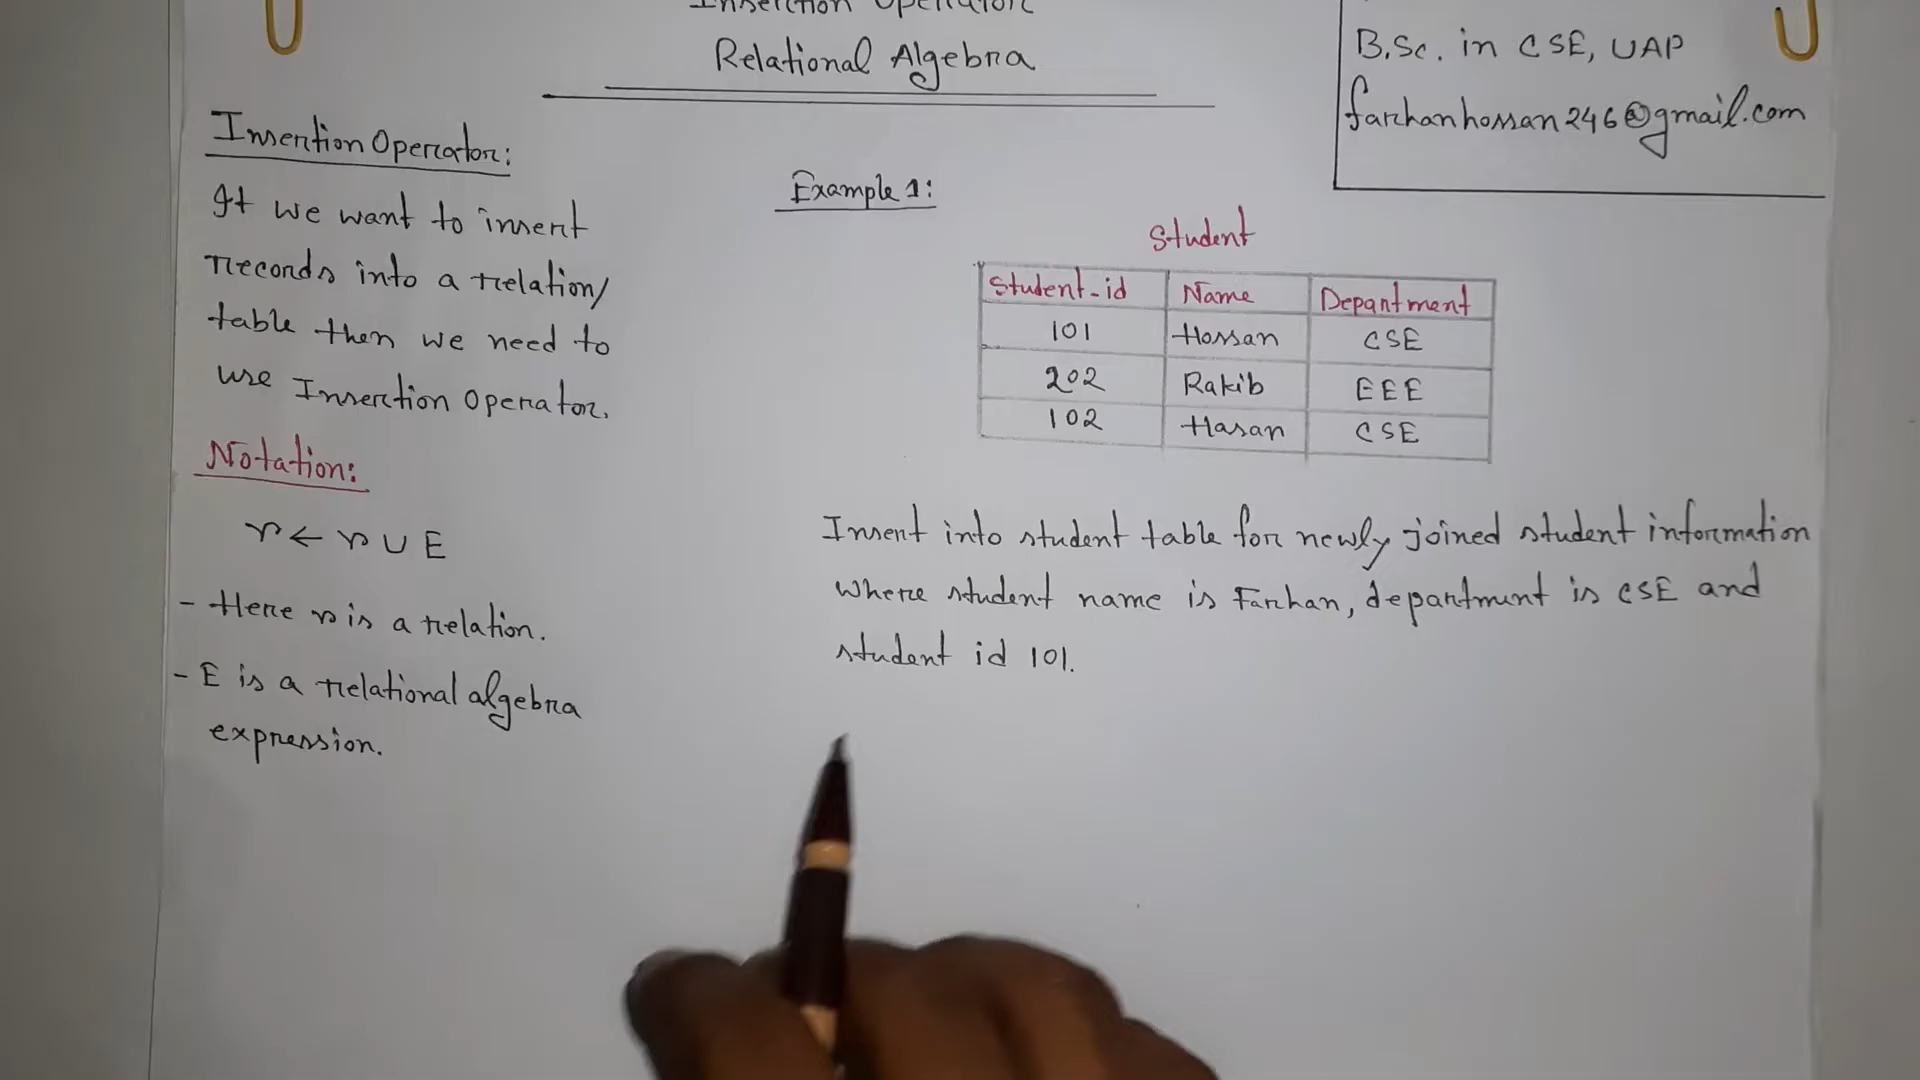 Insertion Operator
Relational Algebra
B.Sc. in CSE, UAP
farhanhossan246@gmail.com
Insertion Operator:
If we want to insert
records into a relation/
table then we need to
use Insertion Operator.
Notation:
r ← r ∪ E
- Here r is a relation.
- E is a relational algebra
expression.
Example 1:
Student
Student-id Name Department
101 Hossan CSE
202 Rakib EEE
102 Hasan CSE
Insert into student table for newly joined student information
where student name is Farhan, department is CSE and
student id 101.